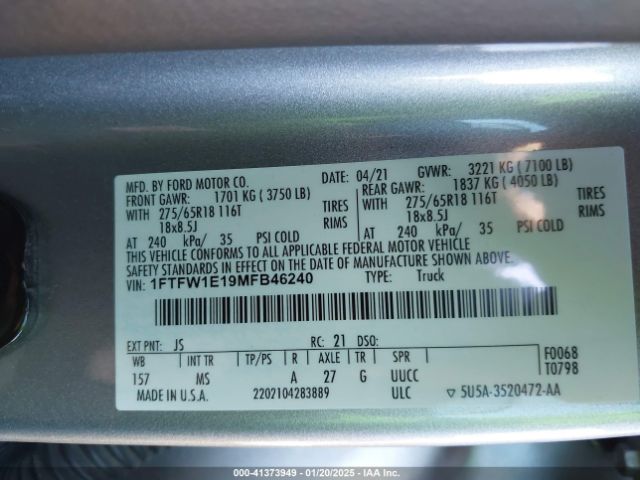 MFD. BY FORD MOTOR CO. DATE: 04/21 GVWR: 3221 KG ( 7100 LB)
FRONT GAWR: 1701 KG ( 3750 LB) REAR GAWR: 1837 KG ( 4050 LB)
WITH 275/65R18 116T TIRES WITH 275/65R18 116T TIRES
18x8.5J RIMS 18x8.5J RIMS
AT 240 kPa/ 35 PSI COLD AT 240 kPa/ 35 PSI COLD
THIS VEHICLE CONFORMS TO ALL APPLICABLE FEDERAL MOTOR VEHICLE
SAFETY STANDARDS IN EFFECT ON THE DATE OF MANUFACTURE SHOWN ABOVE.
VIN: 1FTFW1E19MFB46240 TYPE: Truck
EXT PNT: JS RC: 21 DSO: F0068
WB INT TR TP/PS R AXLE TR SPR T0798
157 MS A 27 G UUCC
MADE IN U.S.A. 2202104283889 ULC ▽ 5U5A-3520472-AA
000-41373949 - 01/20/2025 - IAA Inc.